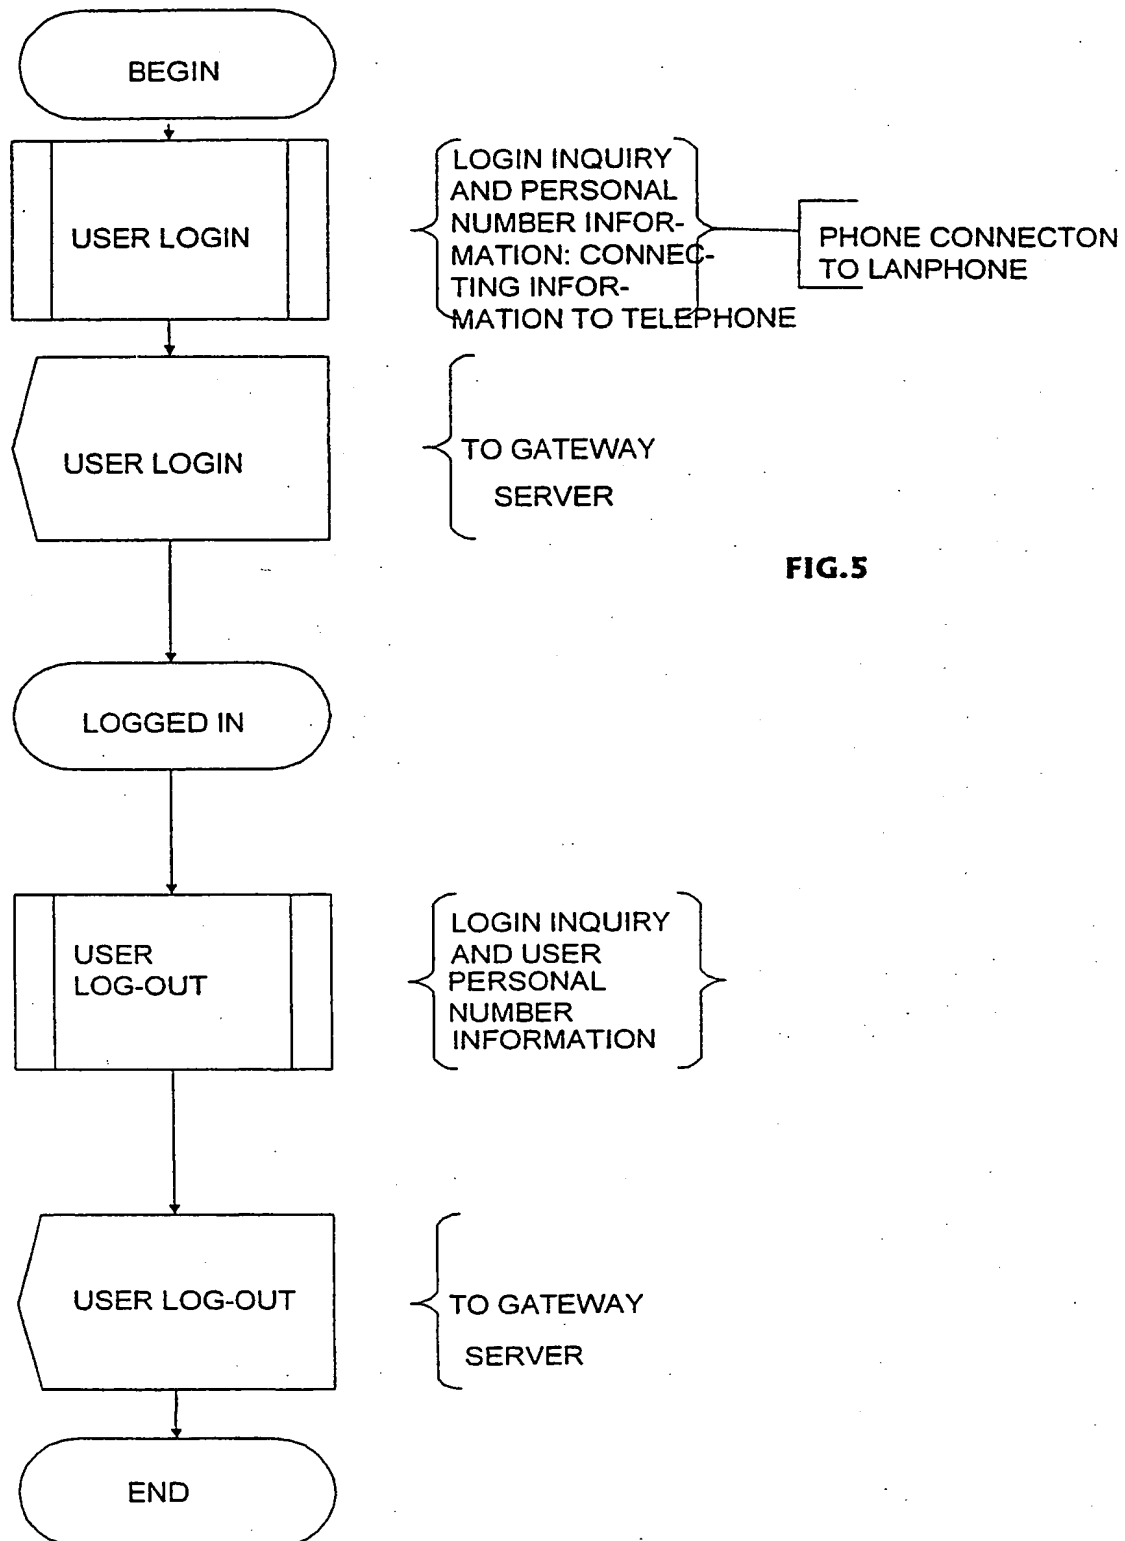 BEGIN
USER LOGIN
LOGIN INQUIRY
AND PERSONAL
NUMBER INFOR-
MATION: CONNEC-
TING INFOR-
MATION TO TELEPHONE
PHONE CONNECTON
TO LANPHONE
USER LOGIN
TO GATEWAY
SERVER
FIG.5
LOGGED IN
USER
LOG-OUT
LOGIN INQUIRY
AND USER
PERSONAL
NUMBER
INFORMATION
USER LOG-OUT
TO GATEWAY
SERVER
END